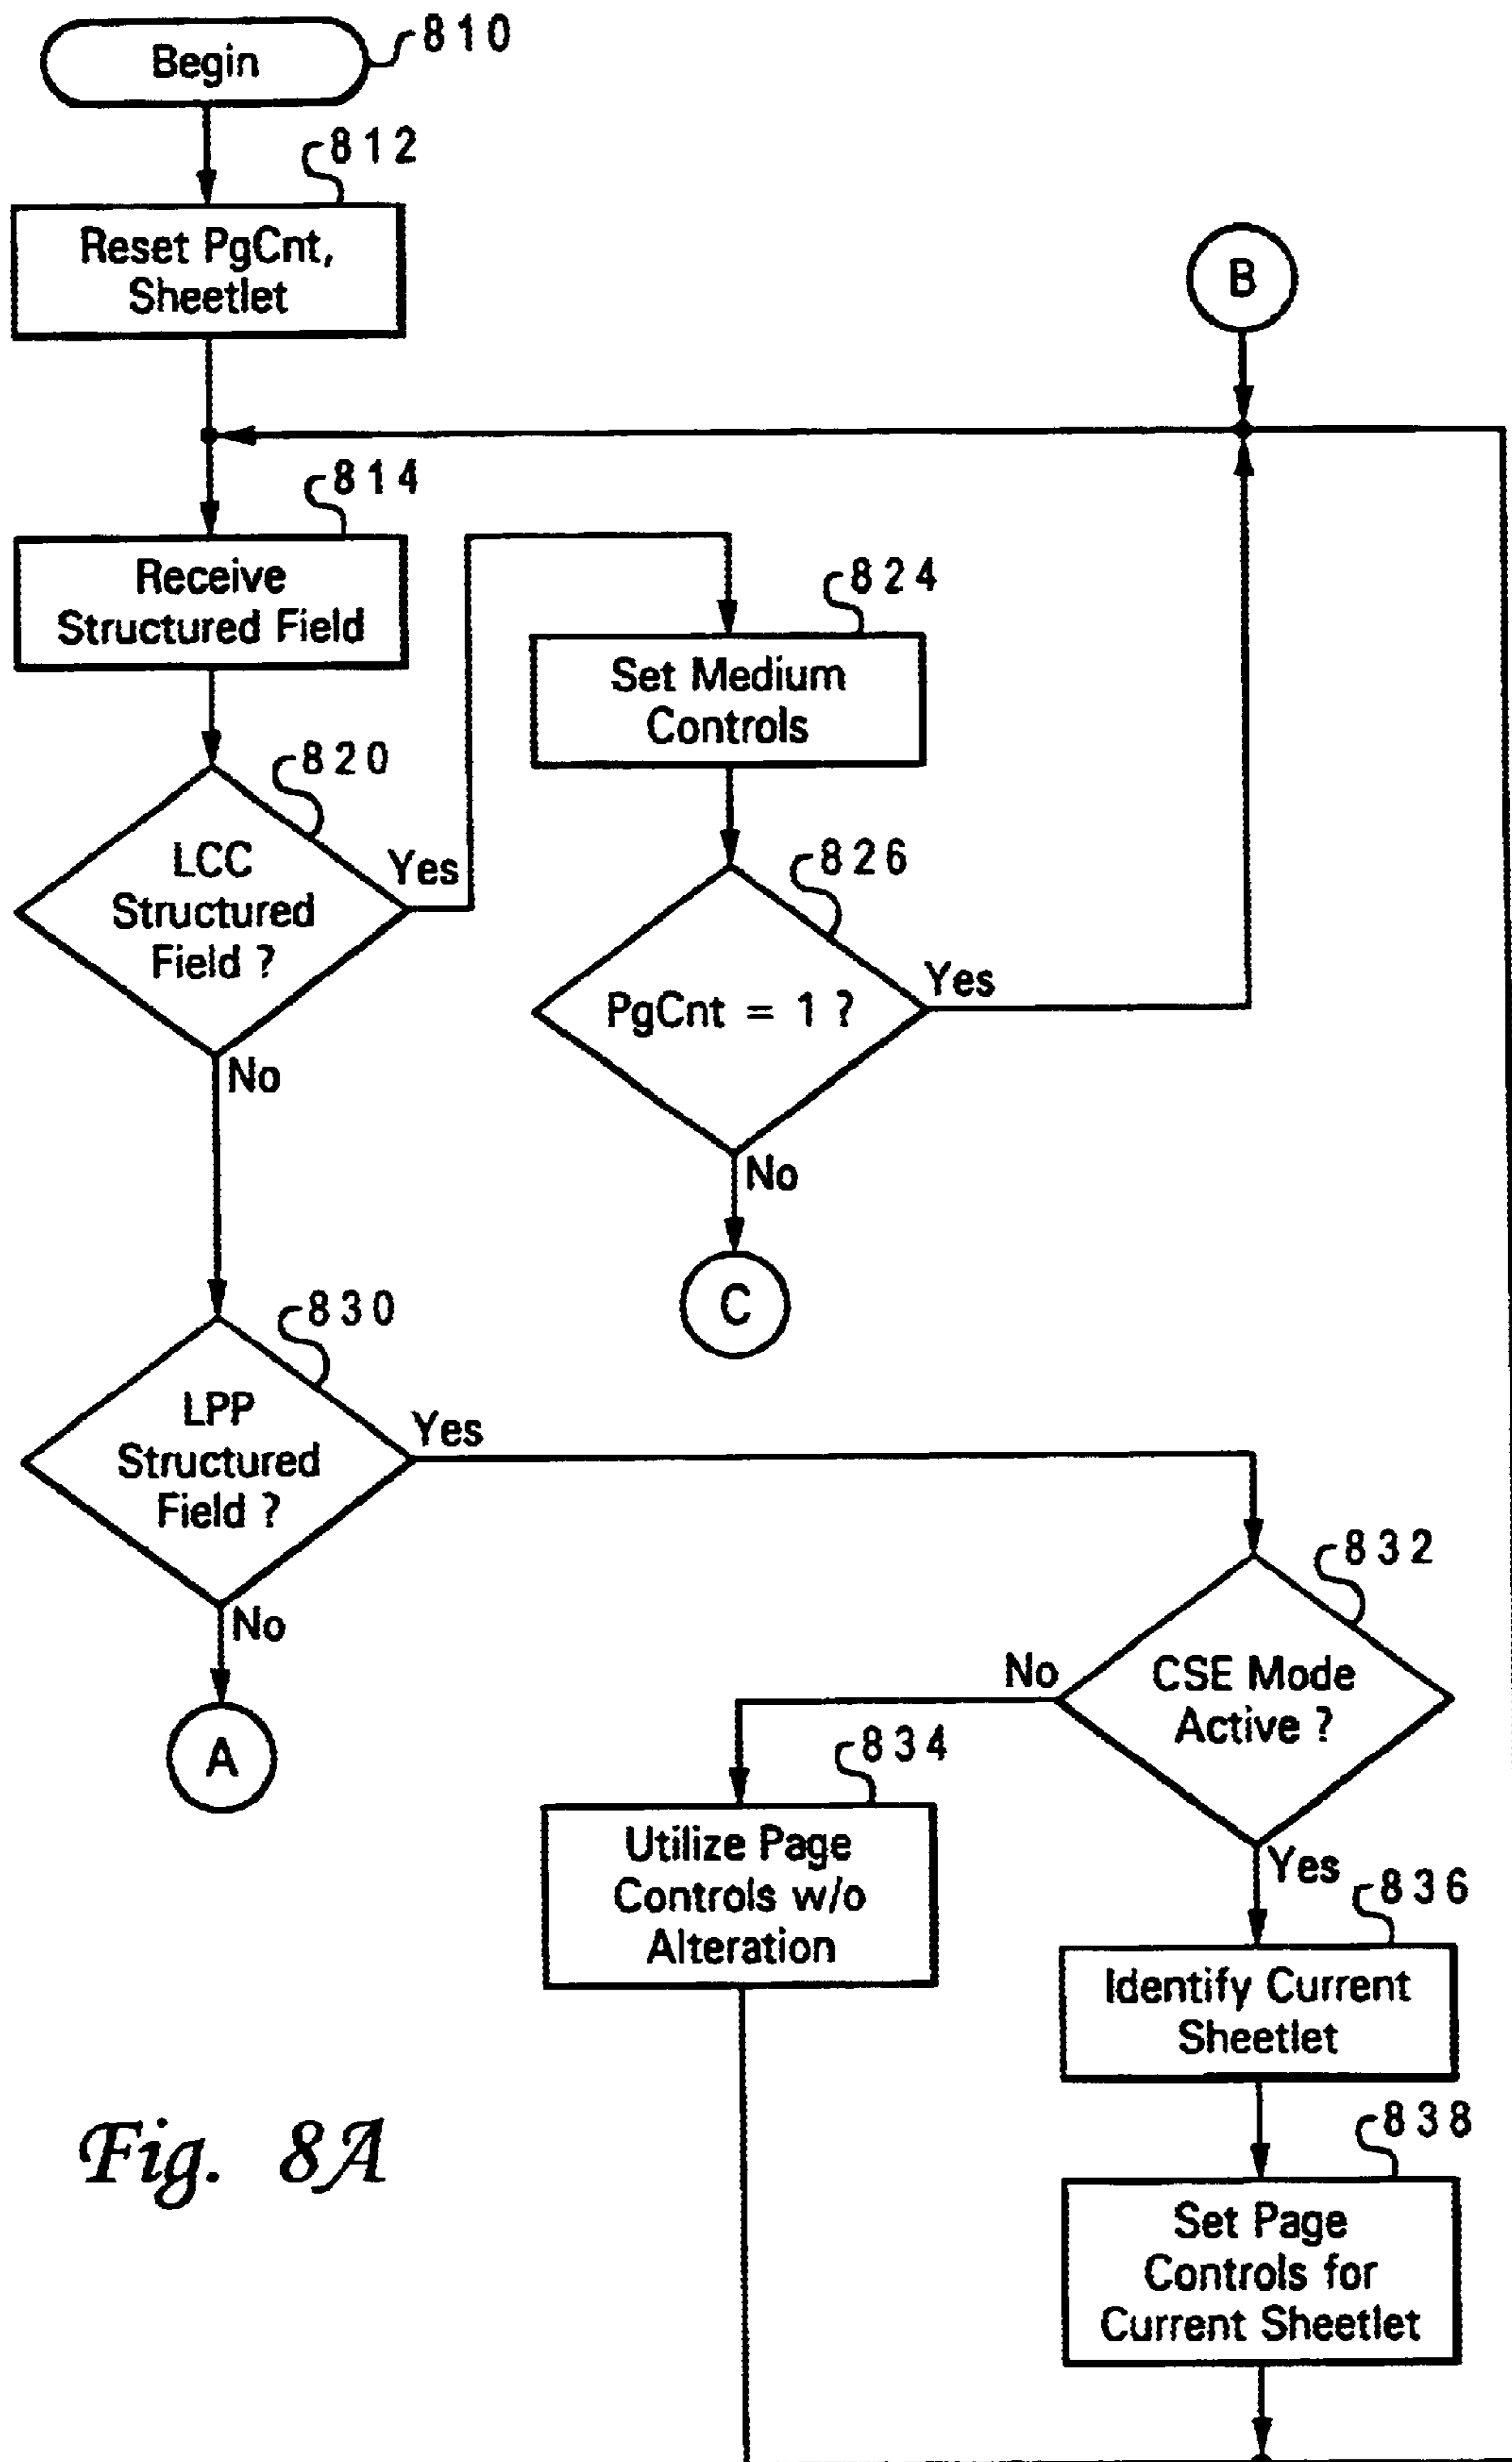 Begin
810
812
Reset PgCnt,
Sheetlet
B
814
Receive
Structured Field
824
Set Medium
Controls
820
LCC
Structured
Field ?
Yes
826
PgCnt = 1 ?
Yes
No
No
C
830
LPP
Structured
Field ?
Yes
832
CSE Mode
Active ?
No
No
A
834
Utilize Page
Controls w/o
Alteration
Yes
836
Identify Current
Sheetlet
838
Set Page
Controls for
Current Sheetlet
Fig. 8A